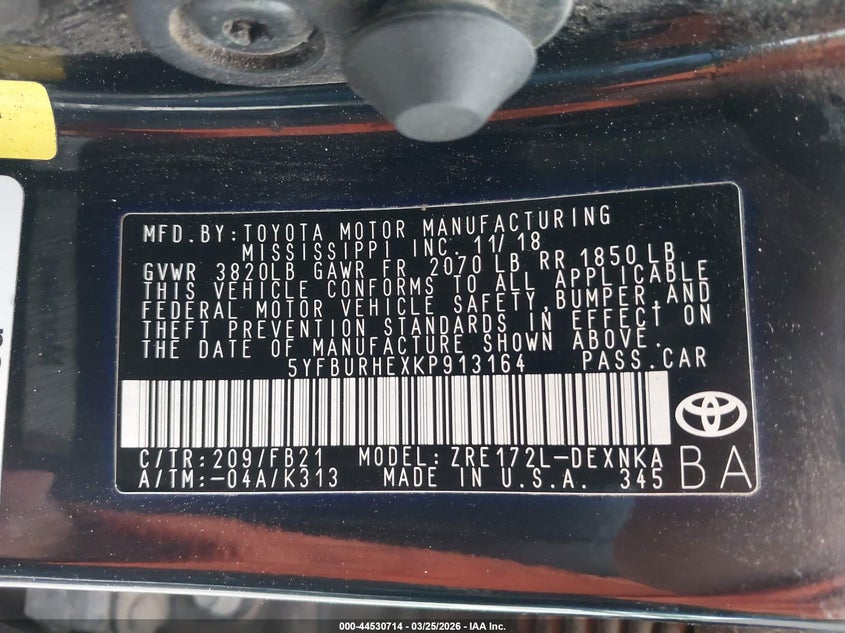 MFD.BY:TOYOTA MOTOR MANUFACTURING
MISSISSIPPI INC. 11/18
GVWR 3820LB GAWR FR 2070 LB RR 1850 LB
THIS VEHICLE CONFORMS TO ALL APPLICABLE
FEDERAL MOTOR VEHICLE SAFETY,BUMPER,AND
THEFT PREVENTION STANDARDS IN EFFECT ON
THE DATE OF MANUFACTURE SHOWN ABOVE.
5YFBURHEXKP913164 PASS.CAR
C/TR:209/FB21 MODEL:ZRE172L-DEXNKA
A/TM:-04A/K313 MADE IN U.S.A. 345
BA
000-44530714 - 03/25/2026 - IAA Inc.